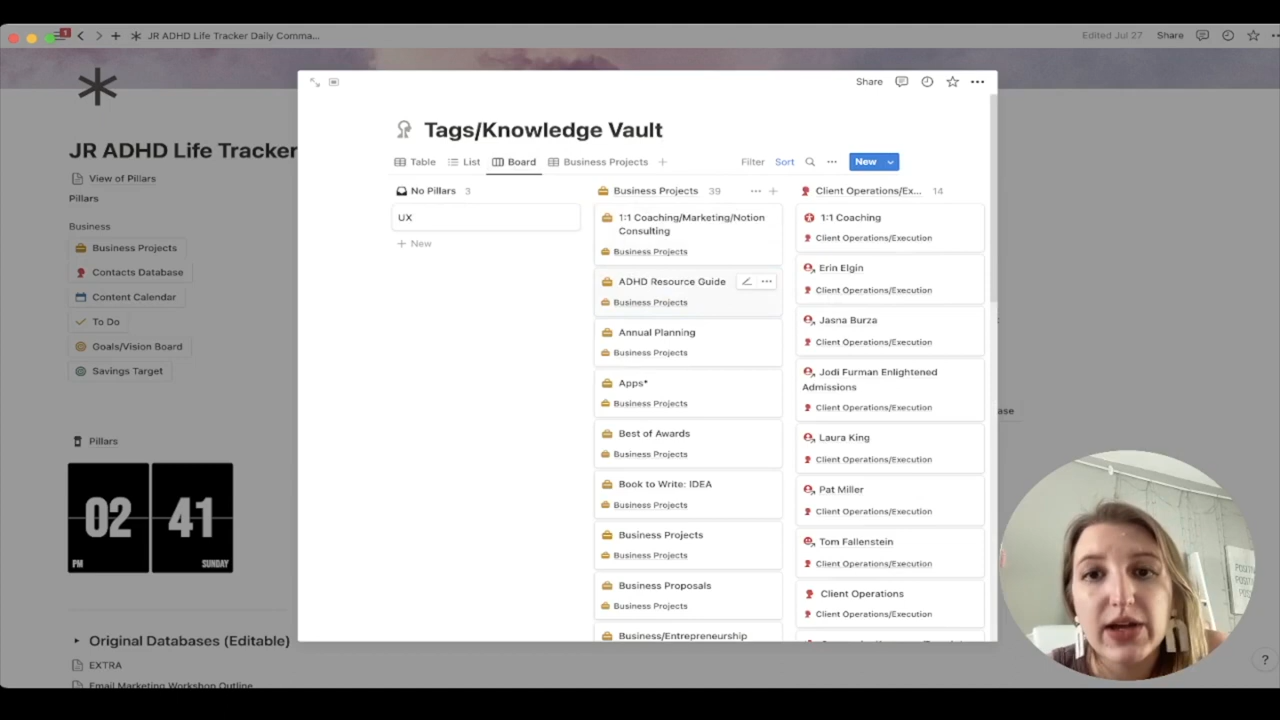 1
JR ADHD Life Tracker Daily Comma...
Edited Jul 27
Share
JR ADHD Life Tracker
View of Pillars
Pillars
Business
Business Projects
Contacts Database
Content Calendar
To Do
Goals/Vision Board
Savings Target
Pillars
02 41
PM SUNDAY
Original Databases (Editable)
EXTRA
Email Marketing Workshop Outline
Share
Tags/Knowledge Vault
Table List Board Business Projects
Filter Sort New
No Pillars 3
UX
+ New
Business Projects 39
1:1 Coaching/Marketing/Notion
Consulting
Business Projects
ADHD Resource Guide
Business Projects
Annual Planning
Business Projects
Apps*
Business Projects
Best of Awards
Business Projects
Book to Write: IDEA
Business Projects
Business Projects
Business Projects
Business Proposals
Business Projects
Business/Entrepreneurship
Client Operations/Ex... 14
1:1 Coaching
Client Operations/Execution
Erin Elgin
Client Operations/Execution
Jasna Burza
Client Operations/Execution
Jodi Furman Enlightened
Admissions
Client Operations/Execution
Laura King
Client Operations/Execution
Pat Miller
Client Operations/Execution
Tom Fallenstein
Client Operations/Execution
Client Operations
Client Operations/Execution
ase
?